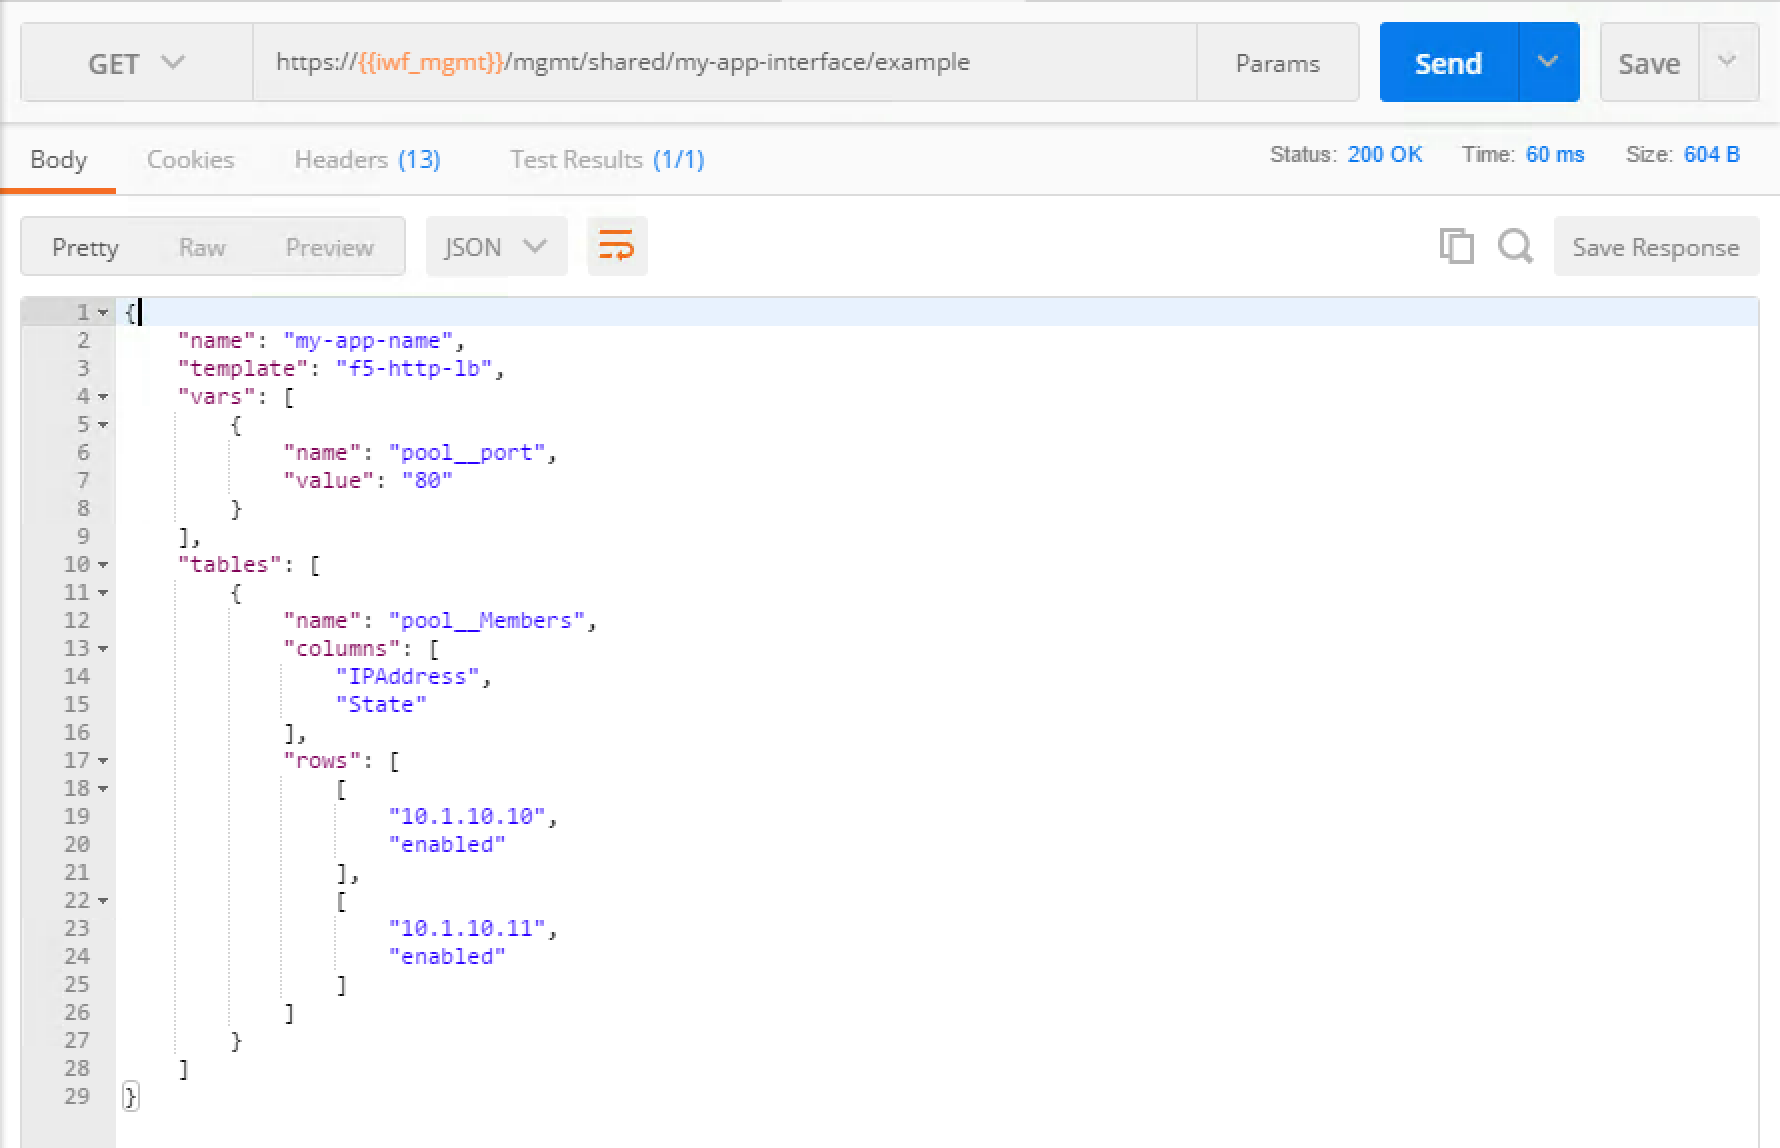 GET https://{{iwf_mgmt}}/mgmt/shared/my-app-interface/example Params Send Save
Body Cookies Headers (13) Test Results (1/1) Status: 200 OK Time: 60 ms Size: 604 B
Pretty Raw Preview JSON Save Response
1 {
2 "name": "my-app-name",
3 "template": "f5-http-lb",
4 "vars": [
5 {
6 "name": "pool__port",
7 "value": "80"
8 }
9 ],
10 "tables": [
11 {
12 "name": "pool__Members",
13 "columns": [
14 "IPAddress",
15 "State"
16 ],
17 "rows": [
18 [
19 "10.1.10.10",
20 "enabled"
21 ],
22 [
23 "10.1.10.11",
24 "enabled"
25 ]
26 ]
27 }
28 ]
29 }